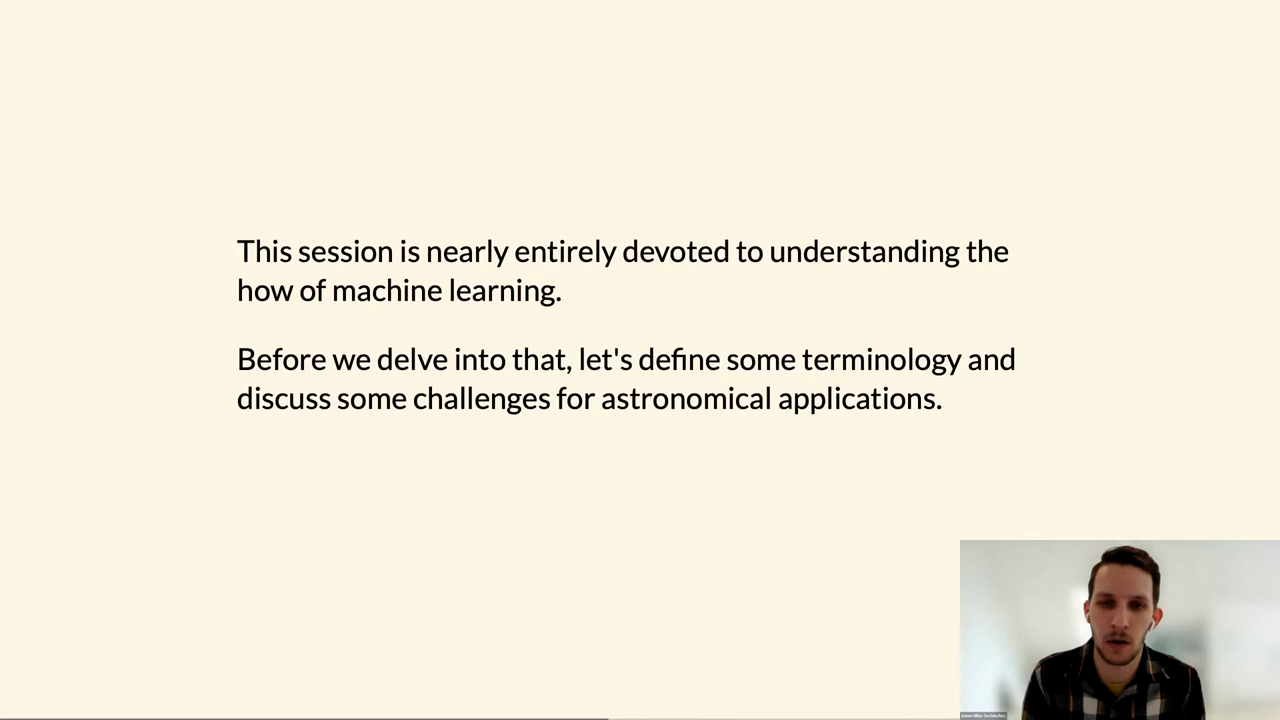 This session is nearly entirely devoted to understanding the
how of machine learning.
Before we delve into that, let's define some terminology and
discuss some challenges for astronomical applications.